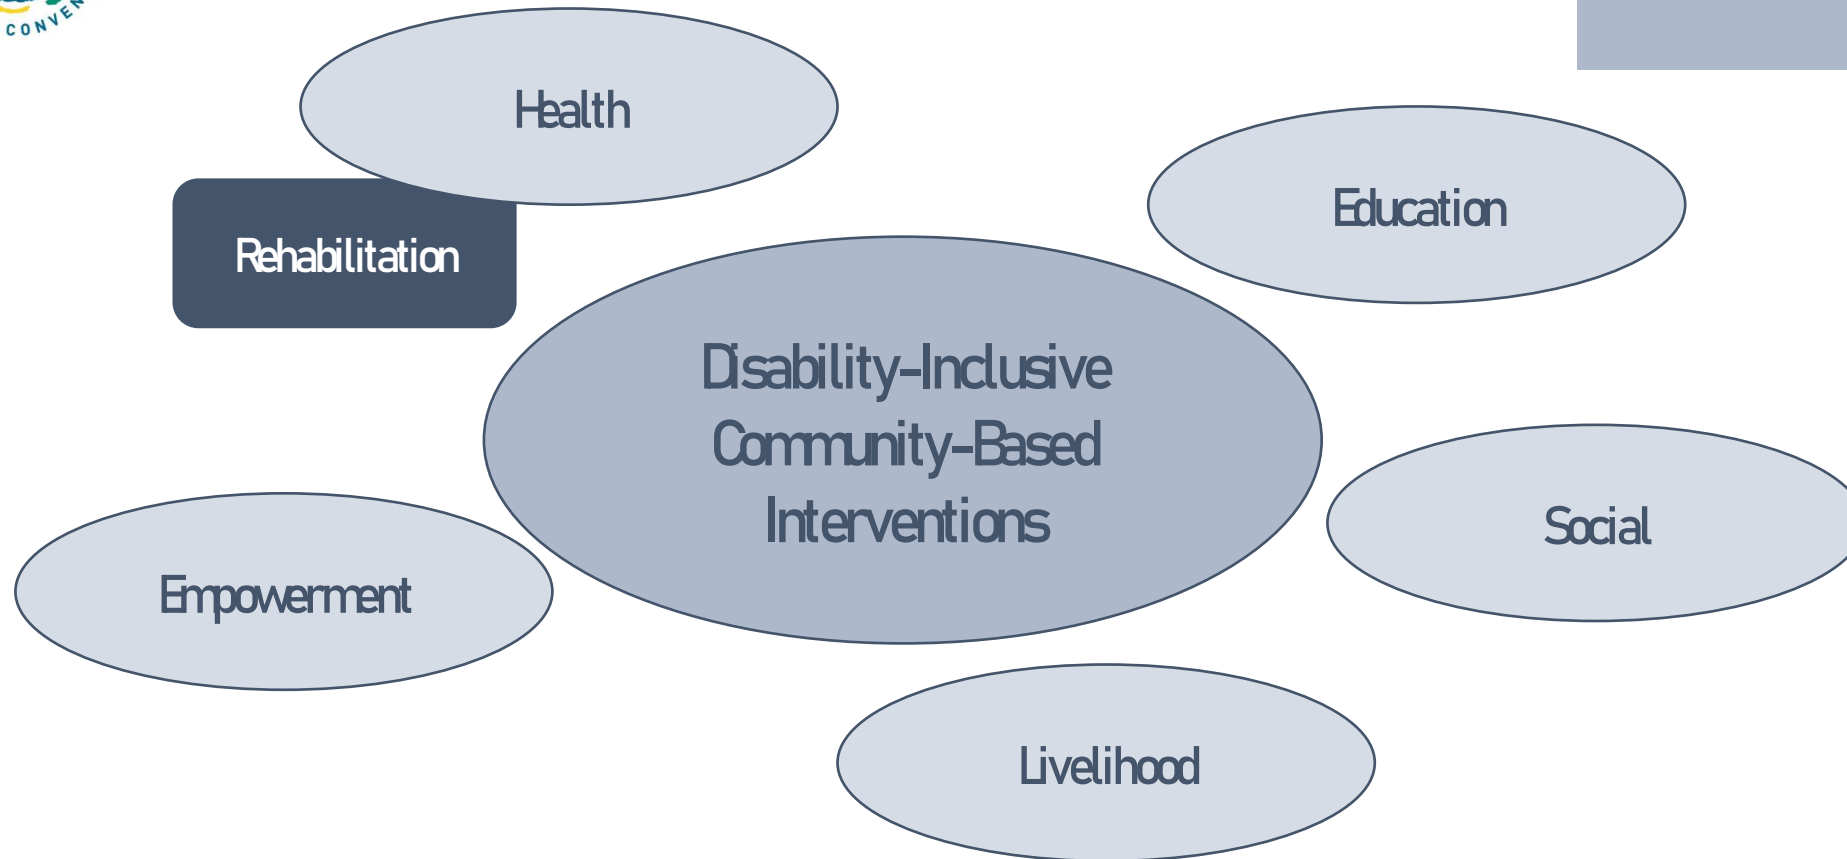 Health
Education
Rehabilitation
Disability-Inclusive
Community-Based
Interventions
Social
Empowerment
Livelihood